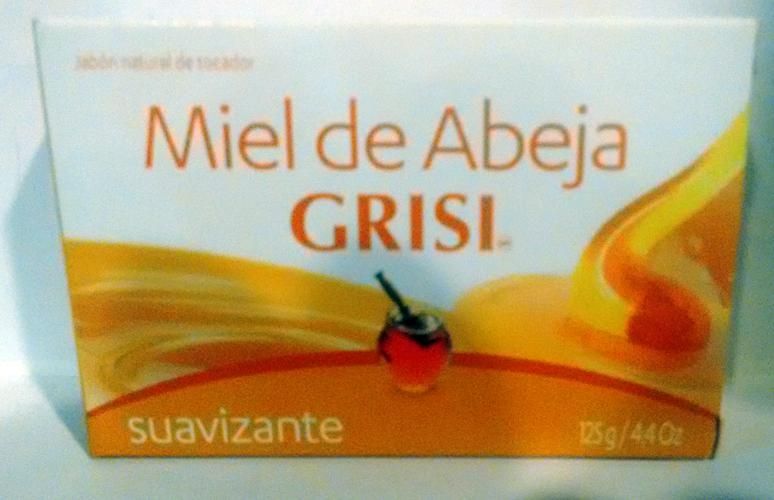 Jabón natural de tocador
Miel de Abeja
GRISI
suavizante
125g/4.4 Oz